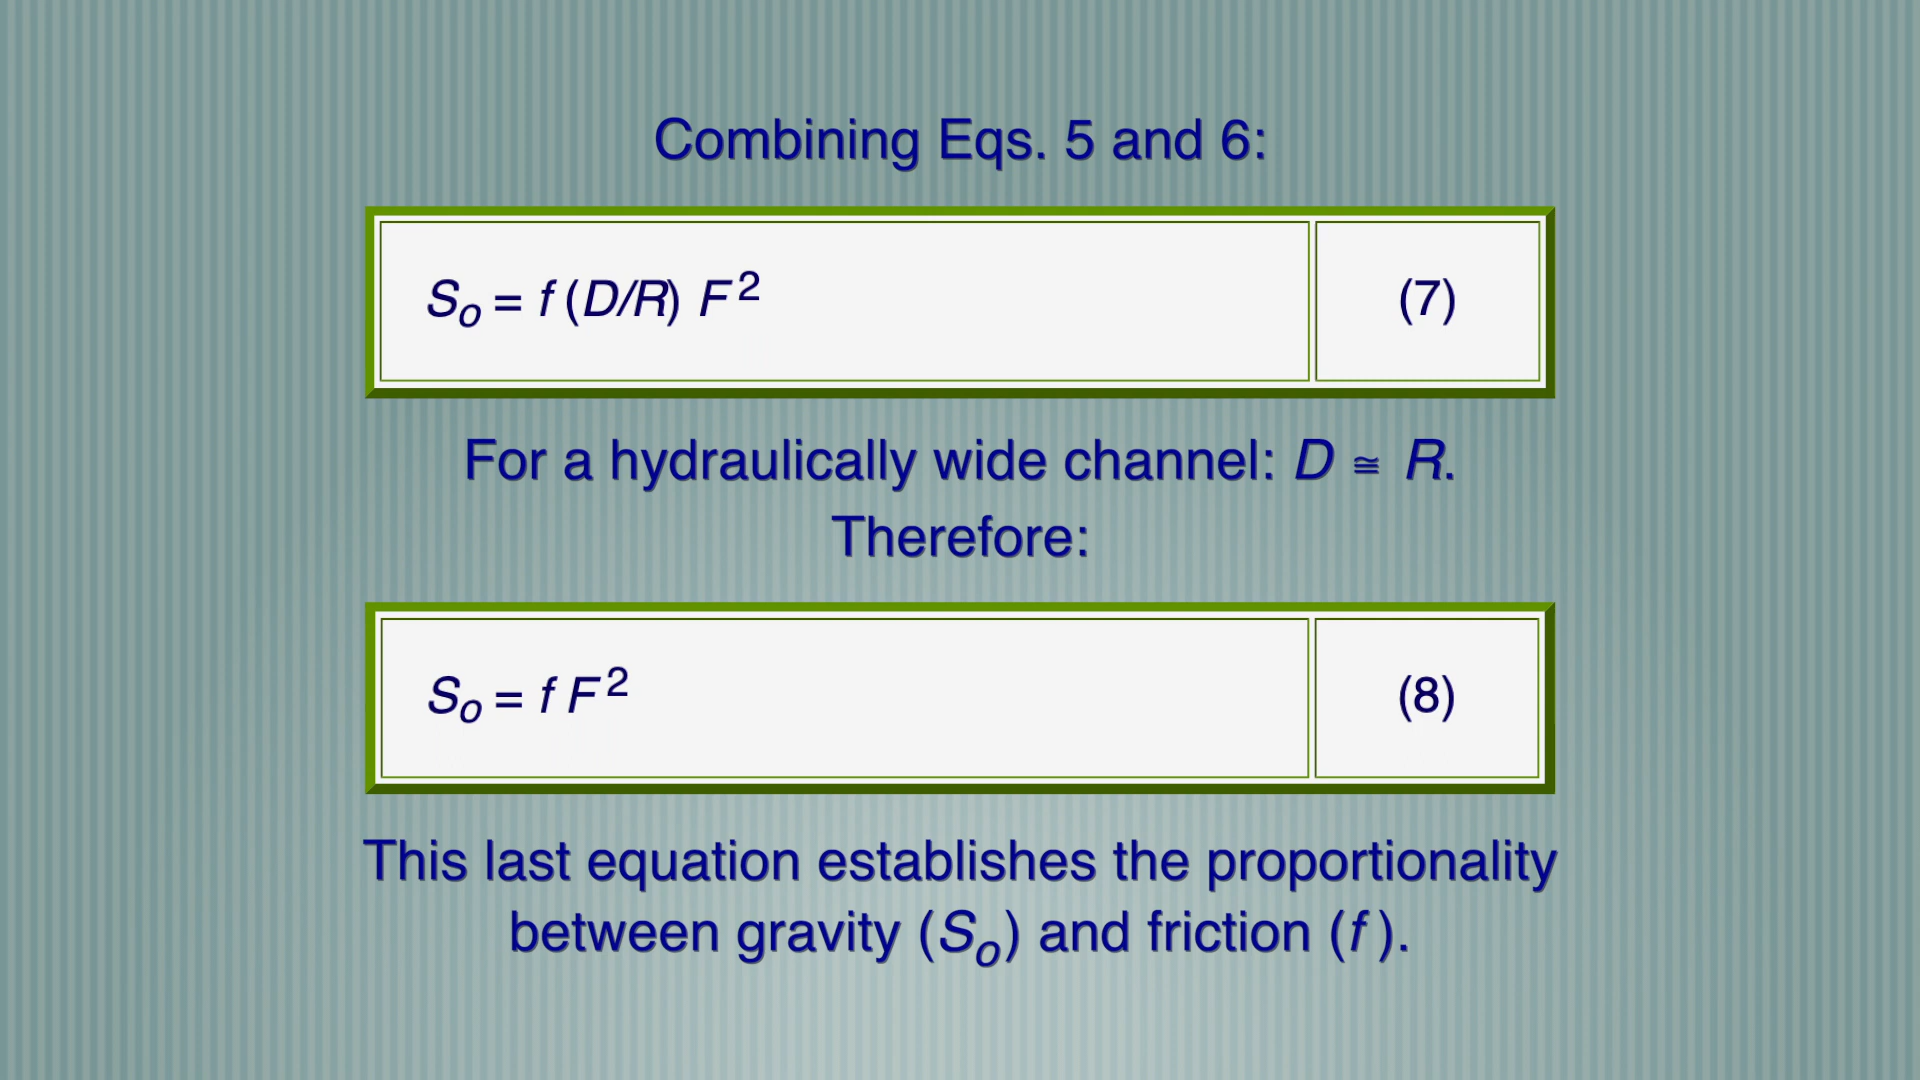 Combining Eqs. 5 and 6:
Sₒ = f (D/R) F² (7)
For a hydraulically wide channel: D ≅ R.
Therefore:
Sₒ = f F² (8)
This last equation establishes the proportionality
between gravity (Sₒ) and friction (f ).